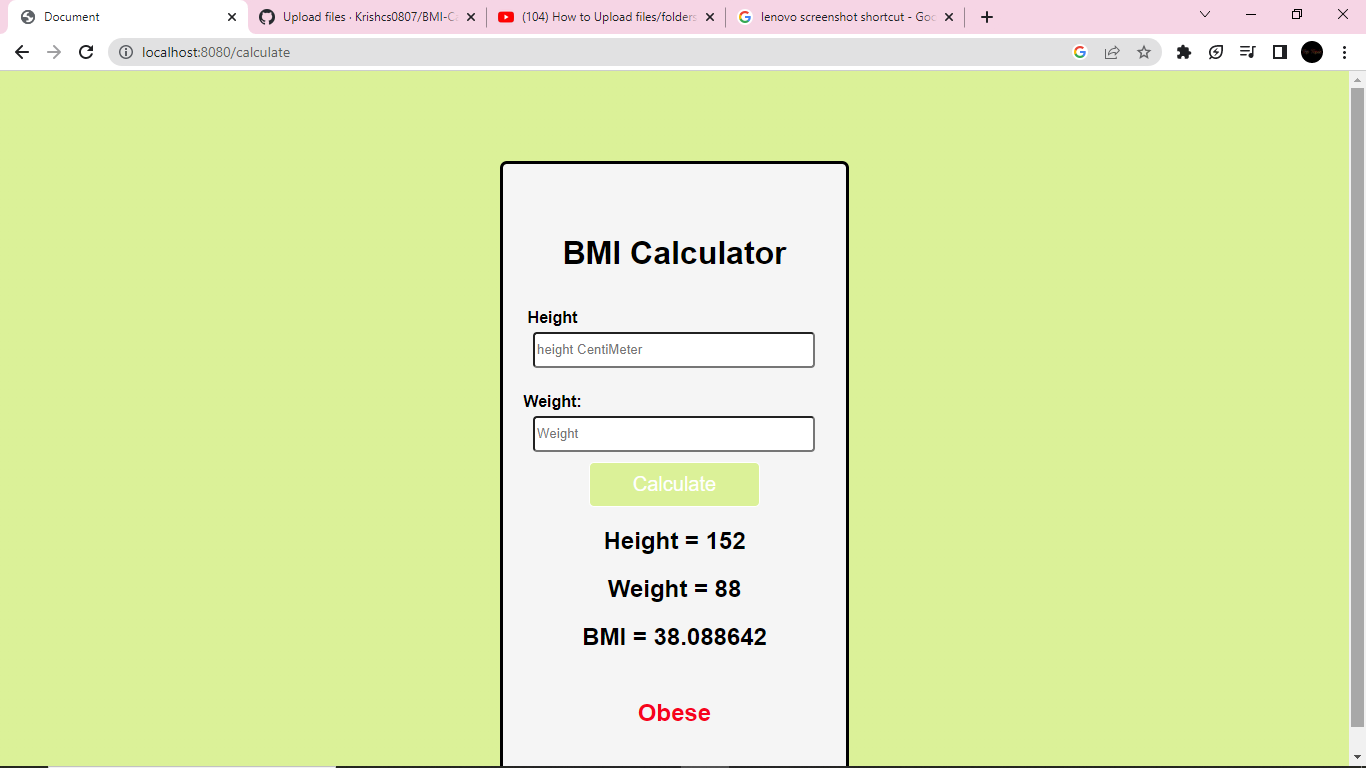 Document
Upload files · Krishcs0807/BMI-Ca
(104) How to Upload files/folders
lenovo screenshot shortcut - Goo
localhost:8080/calculate
BMI Calculator
Height
height CentiMeter
Weight:
Weight
Calculate
Height = 152
Weight = 88
BMI = 38.088642
Obese